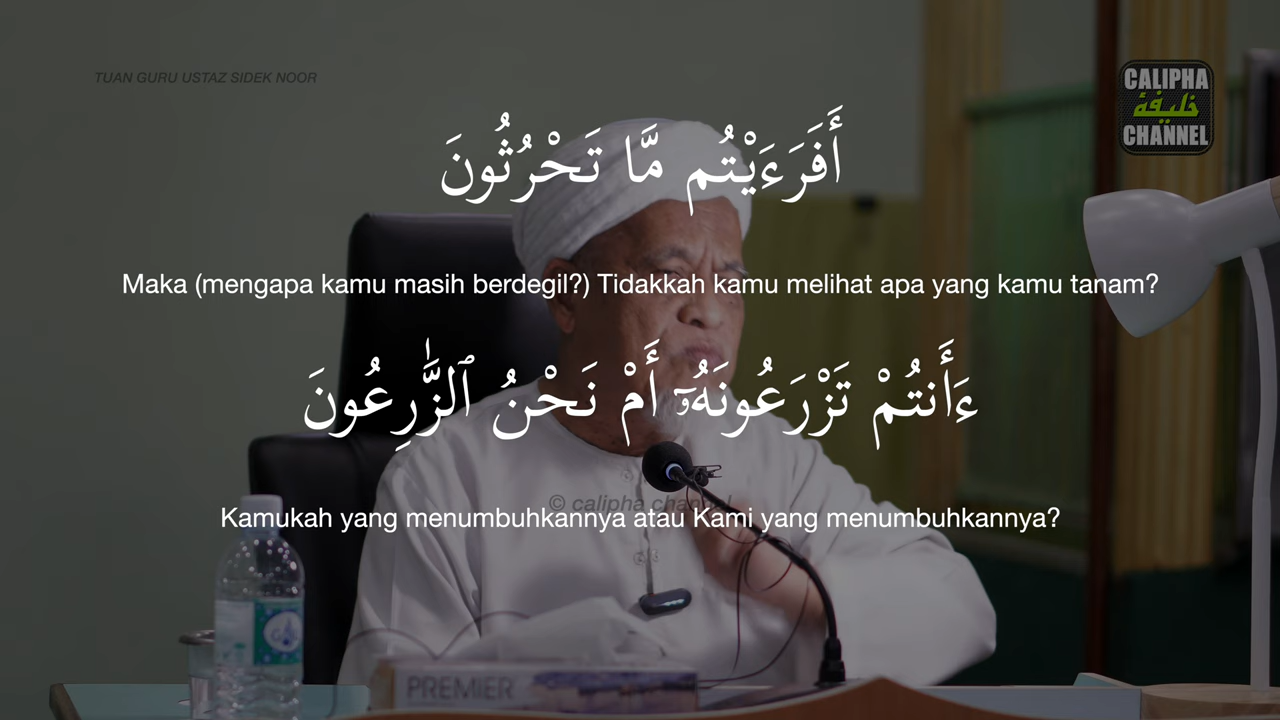 TUAN GURU USTAZ SIDEK NOOR
CALIPHA
خليفة
CHANNEL
أَفَرَءَيْتُم مَّا تَحْرُثُونَ
Maka (mengapa kamu masih berdegil?) Tidakkah kamu melihat apa yang kamu tanam?
ءَأَنتُمْ تَزْرَعُونَهُۥٓ أَمْ نَحْنُ ٱلزَّٰرِعُونَ
© calipha channel
Kamukah yang menumbuhkannya atau Kami yang menumbuhkannya?
PREMIER